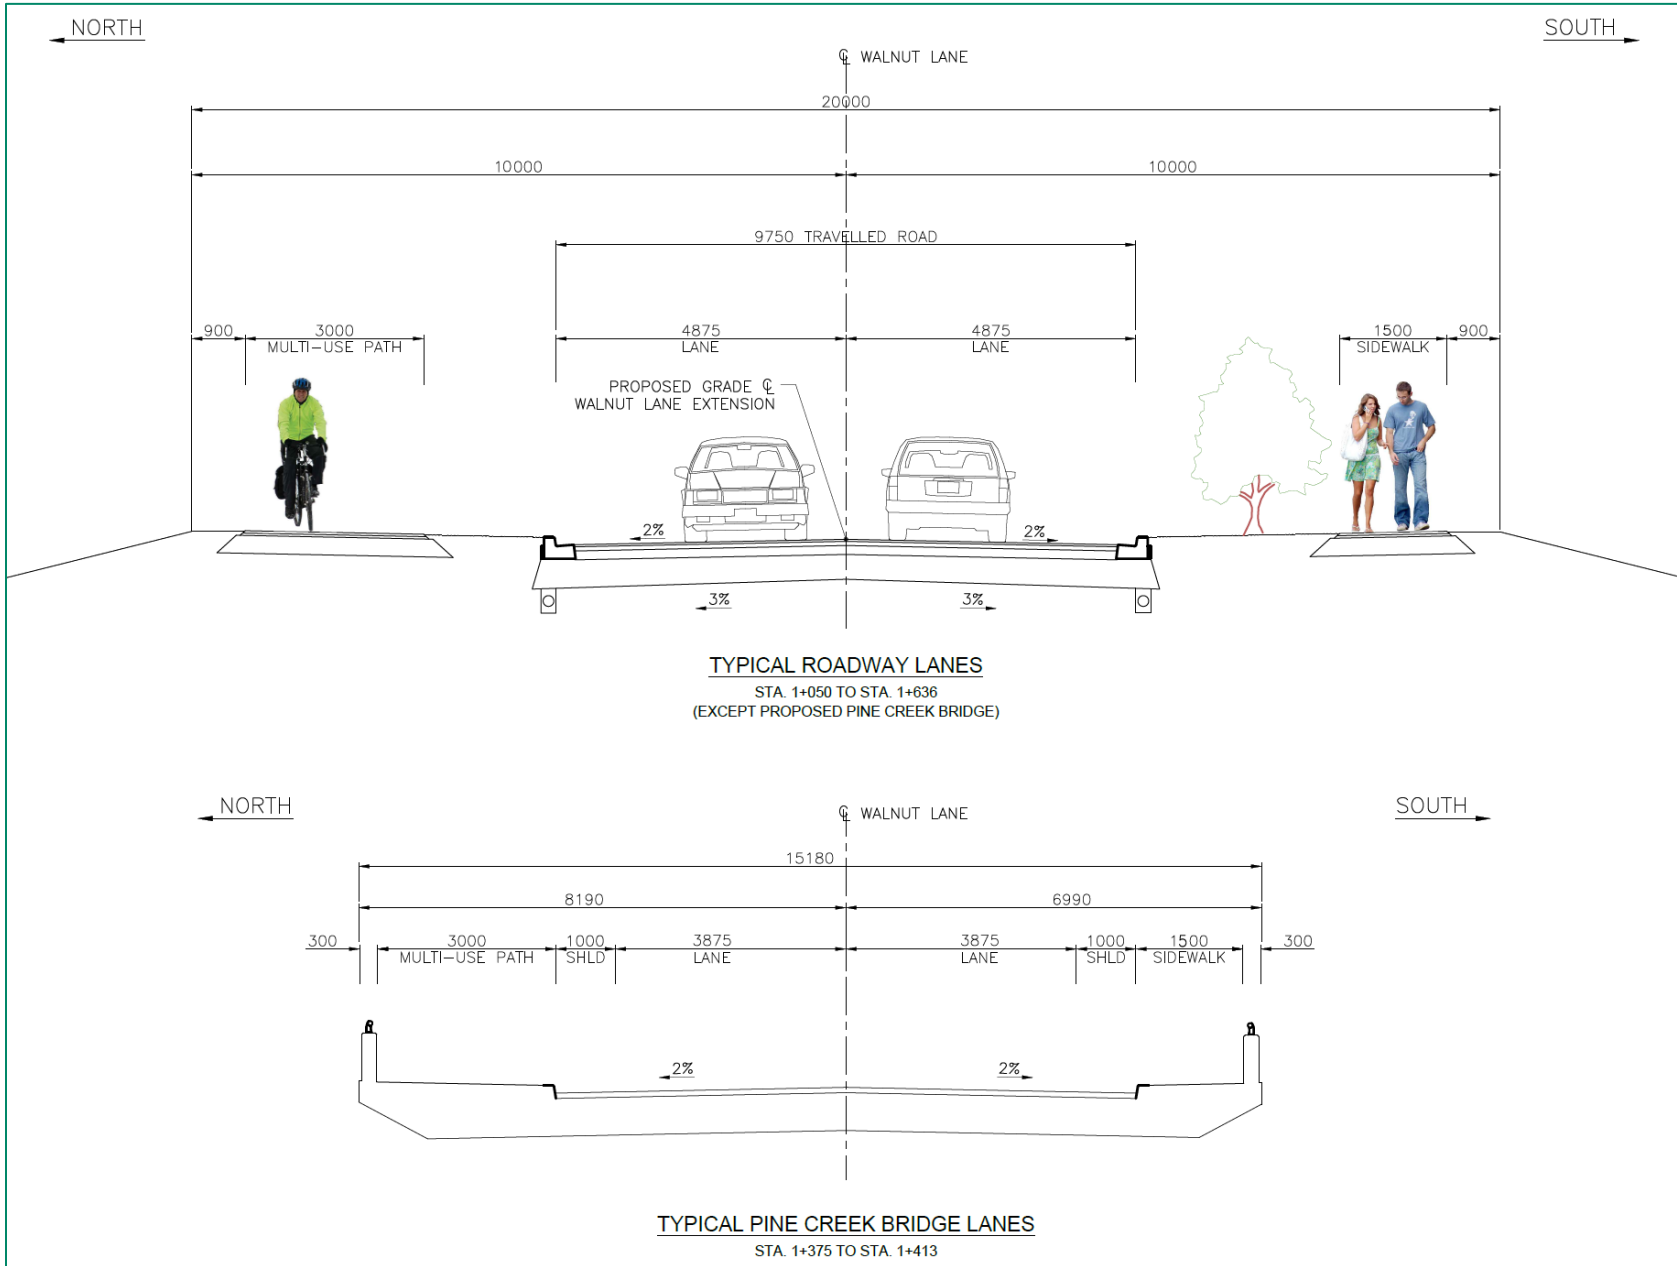 NORTH
SOUTH
℄ WALNUT LANE
20000
10000
10000
9750 TRAVELLED ROAD
900
3000
4875
4875
1500
900
MULTI-USE PATH
LANE
LANE
SIDEWALK
PROPOSED GRADE ℄
WALNUT LANE EXTENSION
2%
2%
3%
3%
TYPICAL ROADWAY LANES
STA. 1+050 TO STA. 1+636
(EXCEPT PROPOSED PINE CREEK BRIDGE)
NORTH
SOUTH
℄ WALNUT LANE
15180
8190
6990
300
3000
1000
3875
3875
1000
1500
300
MULTI-USE PATH
SHLD
LANE
LANE
SHLD
SIDEWALK
2%
2%
TYPICAL PINE CREEK BRIDGE LANES
STA. 1+375 TO STA. 1+413